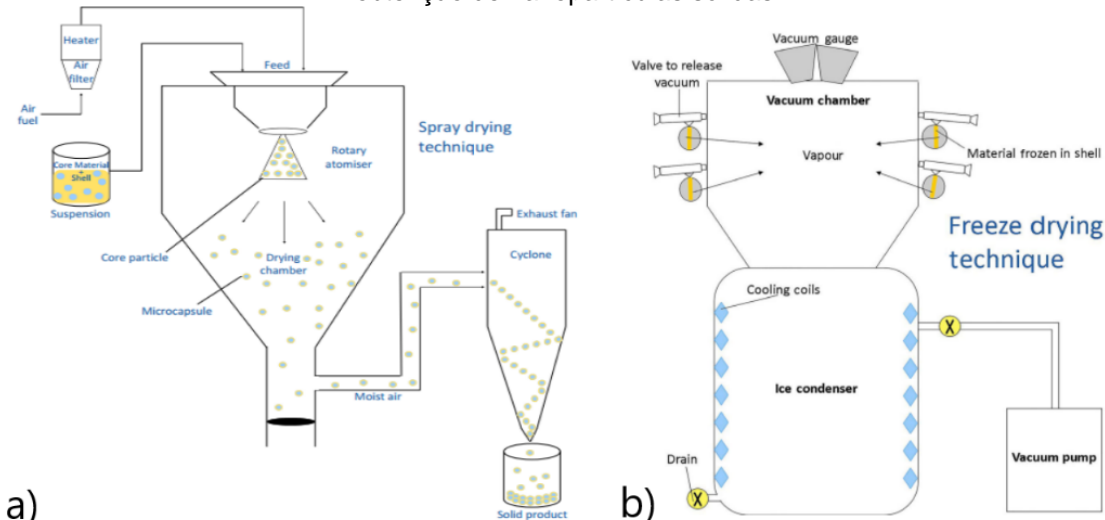 Heater
Air
filter
Air
fuel
Core Material
+
Shell
Suspension
Feed
Rotary
atomiser
Spray drying
technique
Core particle
Drying
chamber
Microcapsule
Moist air
Exhaust fan
Cyclone
Solid product
a)
Vacuum gauge
Valve to release
vacuum
Vacuum chamber
Vapour
Material frozen in shell
Freeze drying
technique
Cooling coils
Ice condenser
Drain
Vacuum pump
b)